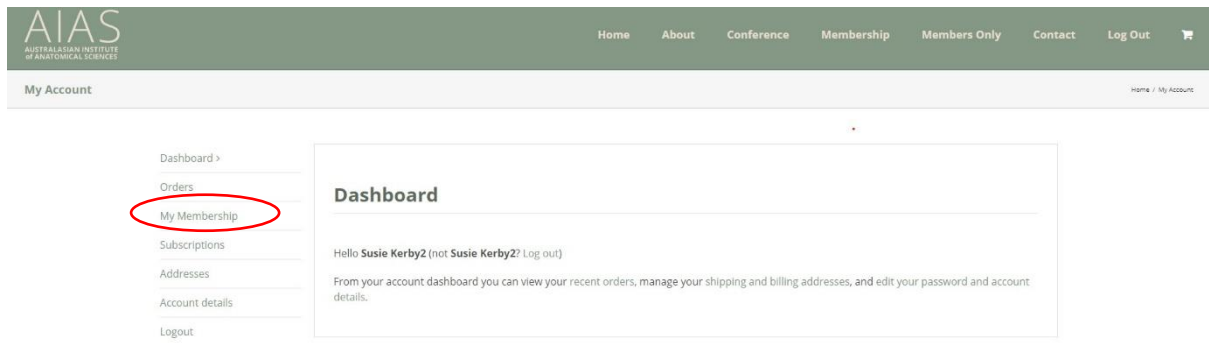 AIAS
AUSTRALASIAN INSTITUTE
of ANATOMICAL SCIENCES
Home About Conference Membership Members Only Contact Log Out
My Account
Home / My Account
Dashboard >
Orders
My Membership
Subscriptions
Addresses
Account details
Logout
Dashboard
Hello Susie Kerby2 (not Susie Kerby2? Log out)
From your account dashboard you can view your recent orders, manage your shipping and billing addresses, and edit your password and account
details.